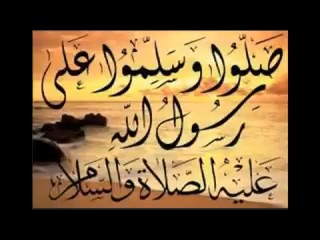 صَلُّوا وَسَلِّمُوا عَلَى
رَسُولُ اللّٰهِ
عَلَيْهِ الصَّلَاةُ وَالسَّلَامُ